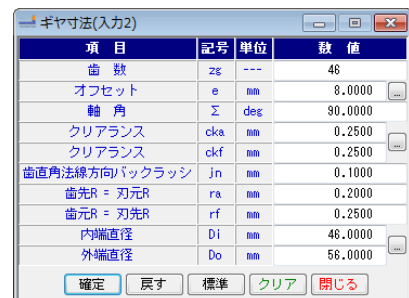 ギヤ寸法(入力2)
項 目 記号 単位 数 値
歯 数 zg --- 46
オフセット e mm 8.0000 ...
軸 角 Σ deg 90.0000
クリアランス cka mm 0.2500
クリアランス ckf mm 0.2500 ...
歯直角法線方向バックラッシ jn mm 0.1000
歯先R = 刃元R ra mm 0.2000
歯元R = 刃先R rf mm 0.2500
内端直径 Di mm 46.0000
外端直径 Do mm 56.0000 ...
確定 戻す 標準 クリア 閉じる